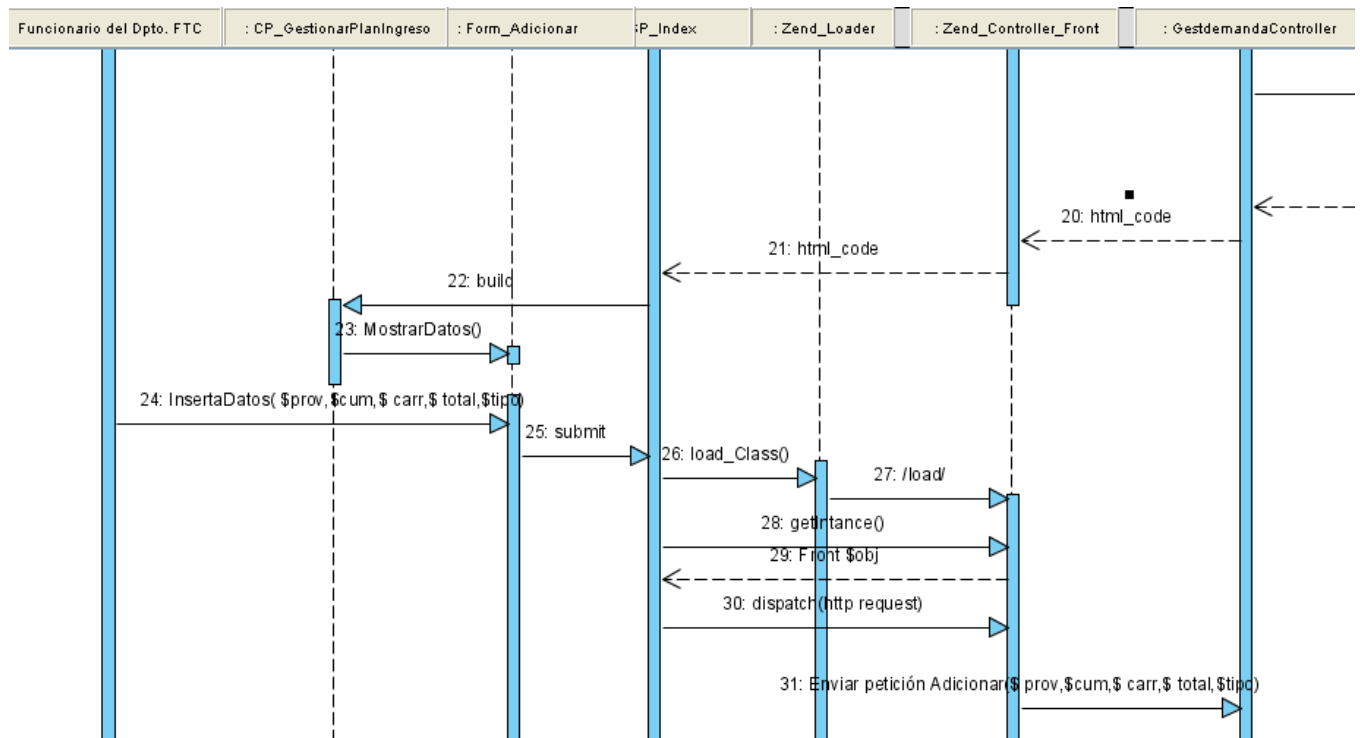 Funcionario del Dpto. FTC
: CP_GestionarPlanIngreso
: Form_Adicionar
P_Index
: Zend_Loader
: Zend_Controller_Front
: GestdemandaController
20: html_code
21: html_code
22: build
23: MostrarDatos()
24: InsertaDatos( $prov,$cum,$ carr,$ total,$tipo)
25: submit
26: load_Class()
27: /load/
28: getIntance()
29: Front $obj
30: dispatch(http request)
31: Enviar petición Adicionar($ prov,$cum,$ carr,$ total,$tipo)